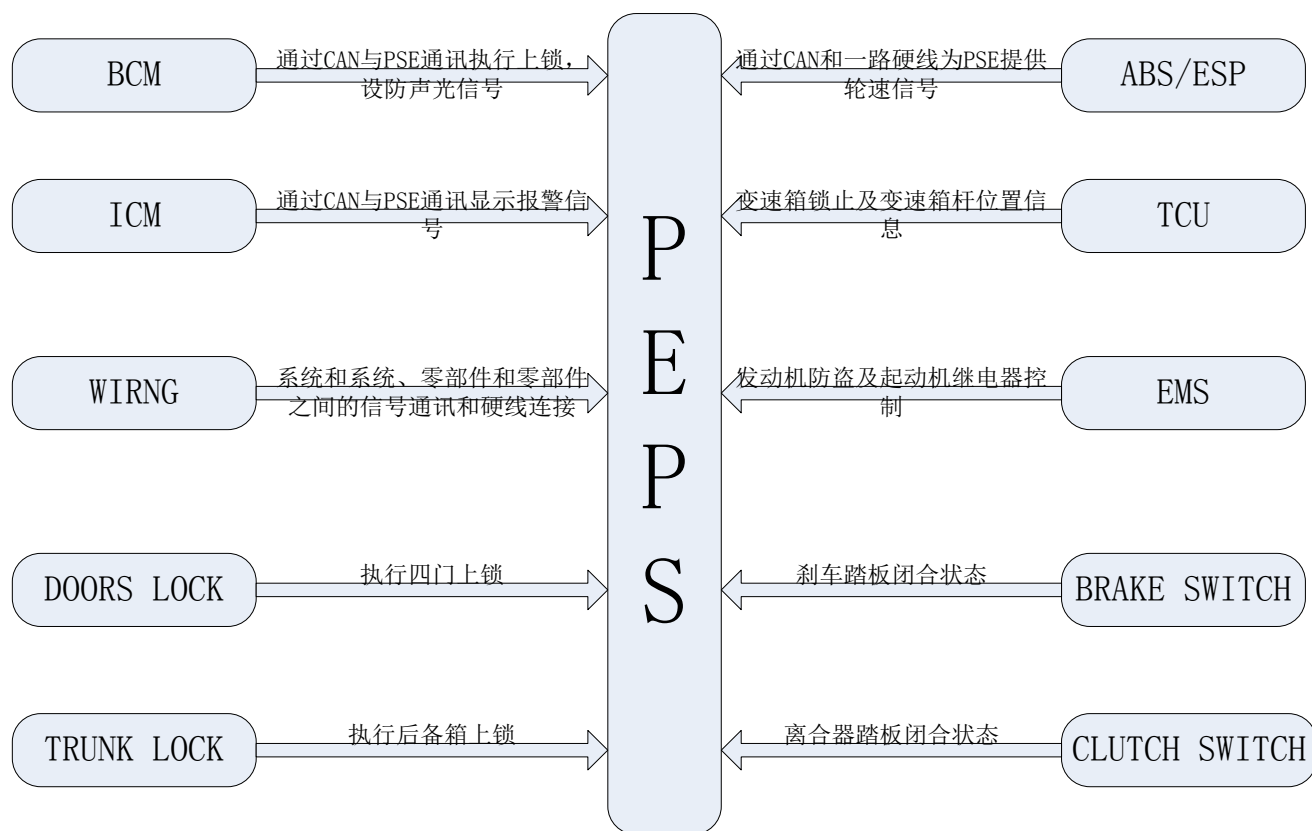 BCM
通过CAN与PSE通讯执行上锁，
设防声光信号
ICM
通过CAN与PSE通讯显示报警信
号
WIRNG
系统和系统、零部件和零部件
之间的信号通讯和硬线连接
DOORS LOCK
执行四门上锁
TRUNK LOCK
执行后备箱上锁
P
E
P
S
通过CAN和一路硬线为PSE提供
轮速信号
ABS/ESP
变速箱锁止及变速箱杆位置信
息
TCU
发动机防盗及起动机继电器控
制
EMS
刹车踏板闭合状态
BRAKE SWITCH
离合器踏板闭合状态
CLUTCH SWITCH